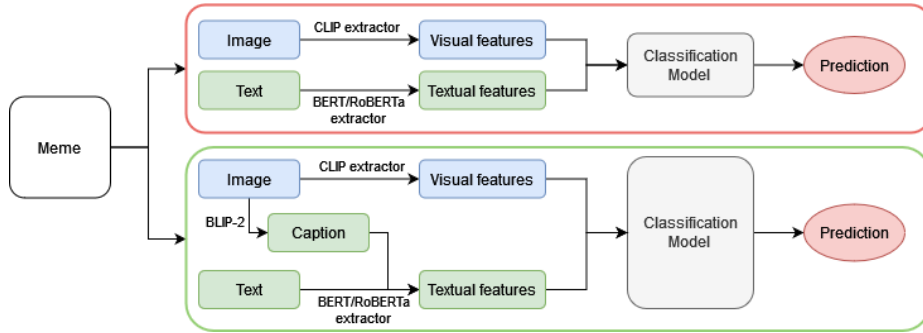 Meme
Image
CLIP extractor
Visual features
Text
BERT/RoBERTa
extractor
Textual features
Classification
Model
Prediction
Image
CLIP extractor
Visual features
BLIP-2
Caption
Text
BERT/RoBERTa
extractor
Textual features
Classification
Model
Prediction